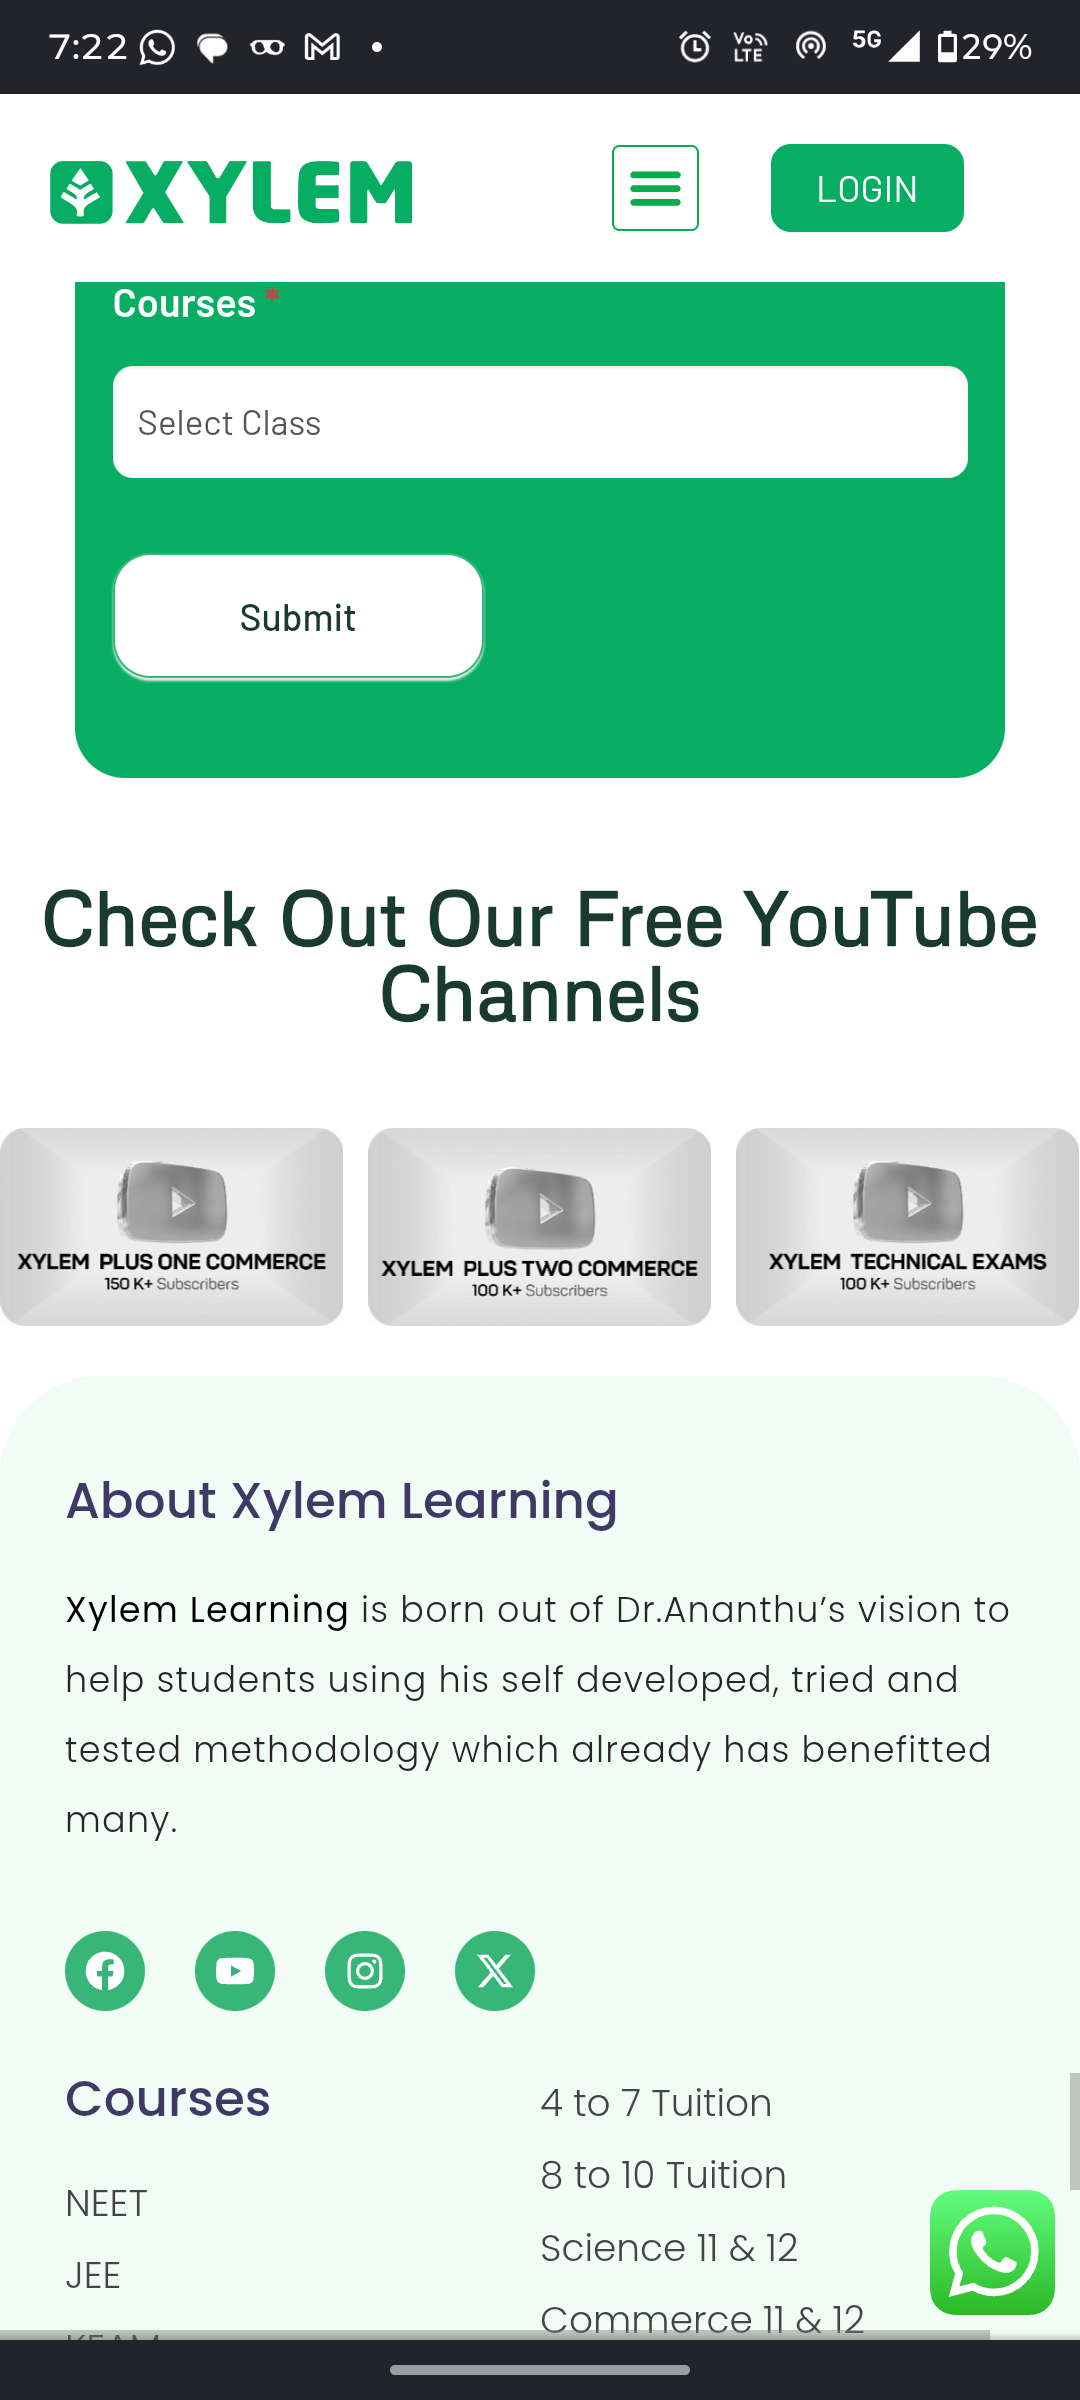 7:22
5G 29%
VoLTE
XYLEM
LOGIN
Courses *
Select Class
Submit
Check Out Our Free YouTube
Channels
XYLEM PLUS ONE COMMERCE
150 K+ Subscribers
XYLEM PLUS TWO COMMERCE
100 K+ Subscribers
XYLEM TECHNICAL EXAMS
100 K+ Subscribers
About Xylem Learning
Xylem Learning is born out of Dr.Ananthu’s vision to
help students using his self developed, tried and
tested methodology which already has benefitted
many.
Courses
NEET
JEE
KEAM
4 to 7 Tuition
8 to 10 Tuition
Science 11 & 12
Commerce 11 & 12